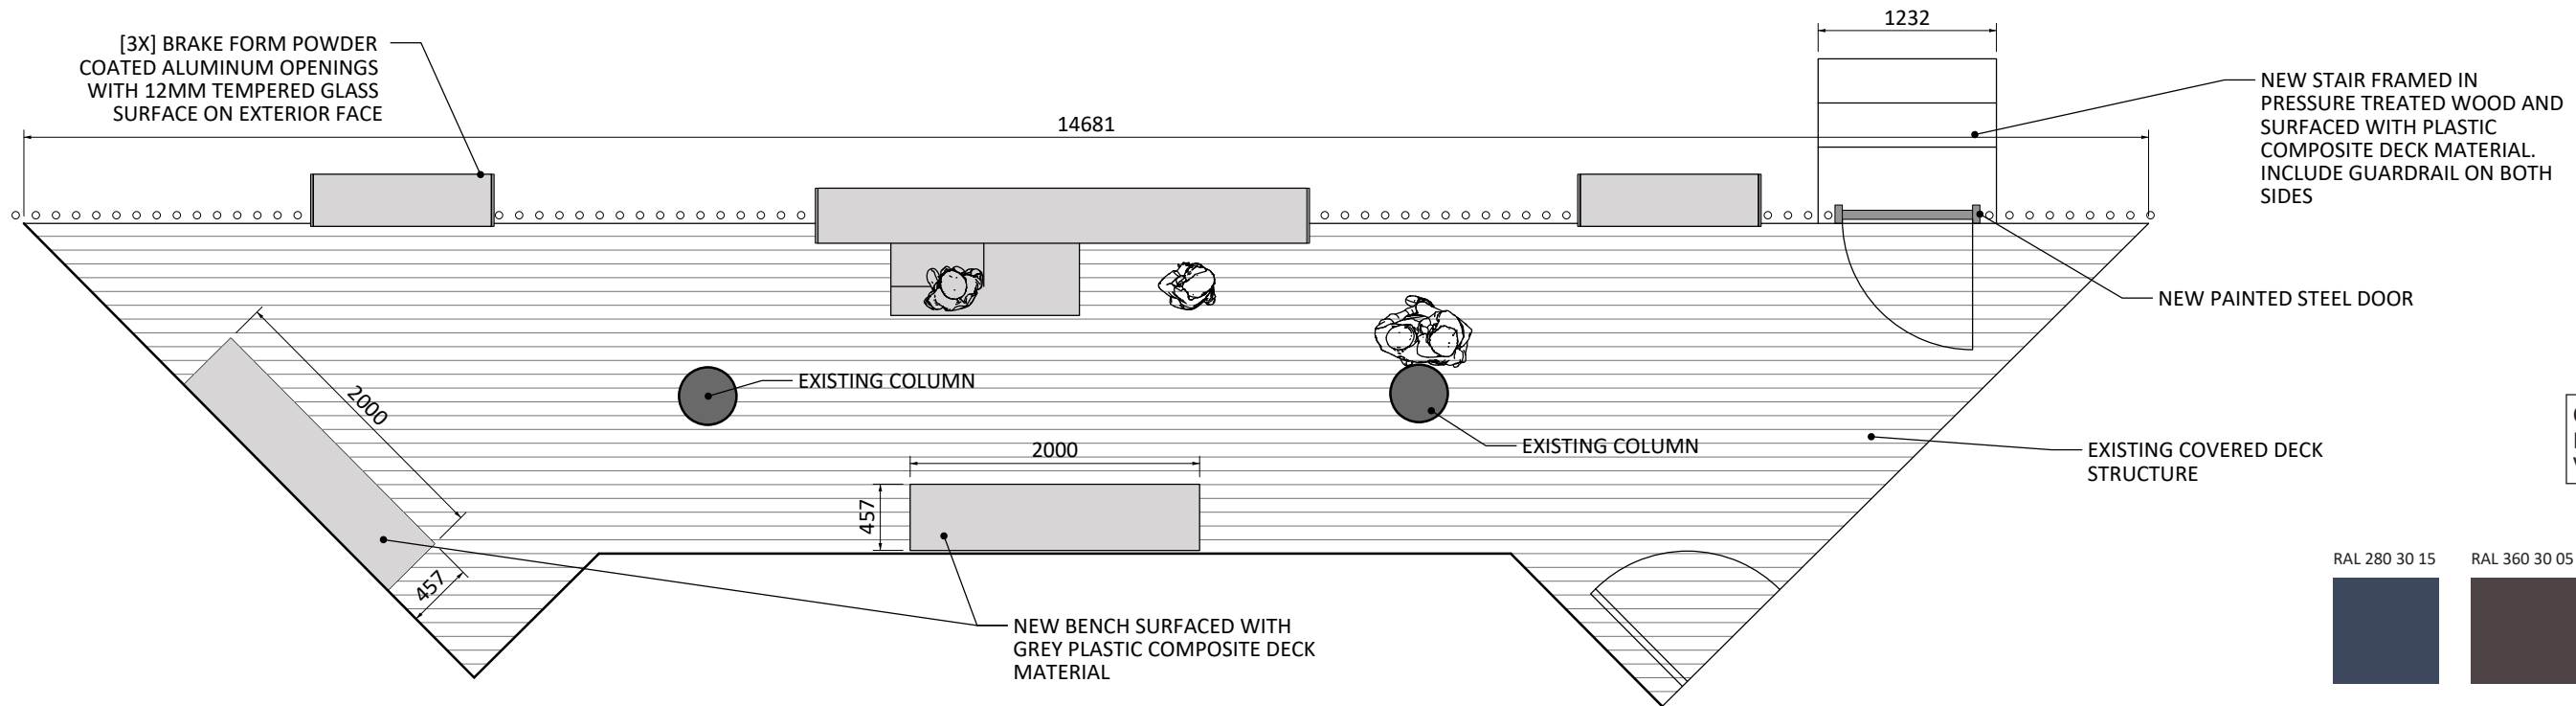 [3X] BRAKE FORM POWDER
COATED ALUMINUM OPENINGS
WITH 12MM TEMPERED GLASS
SURFACE ON EXTERIOR FACE
14681
1232
NEW STAIR FRAMED IN
PRESSURE TREATED WOOD AND
SURFACED WITH PLASTIC
COMPOSITE DECK MATERIAL.
INCLUDE GUARDRAIL ON BOTH
SIDES
NEW PAINTED STEEL DOOR
EXISTING COLUMN
2000
EXISTING COLUMN
2000
457
EXISTING COVERED DECK
STRUCTURE
457
NEW BENCH SURFACED WITH
GREY PLASTIC COMPOSITE DECK
MATERIAL
RAL 280 30 15
RAL 360 30 05